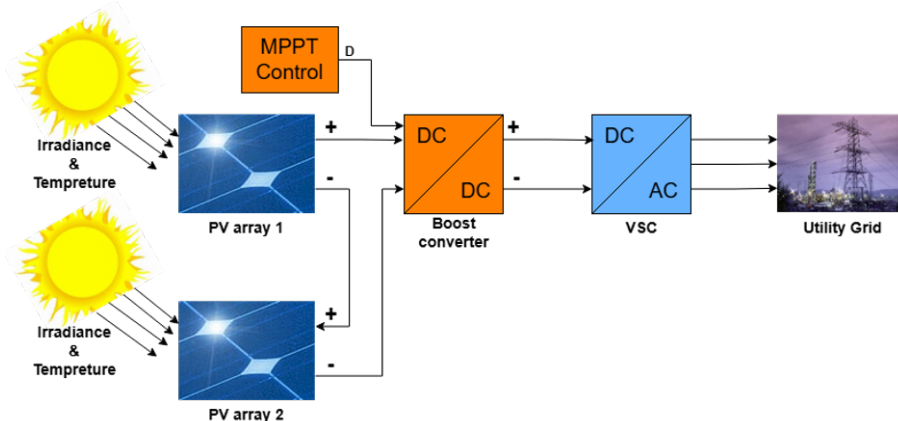 MPPT
Control
D
Irradiance
&
Tempreture
+
-
PV array 1
DC
DC
Boost
converter
+
-
DC
AC
VSC
Utility Grid
Irradiance
&
Tempreture
+
-
PV array 2